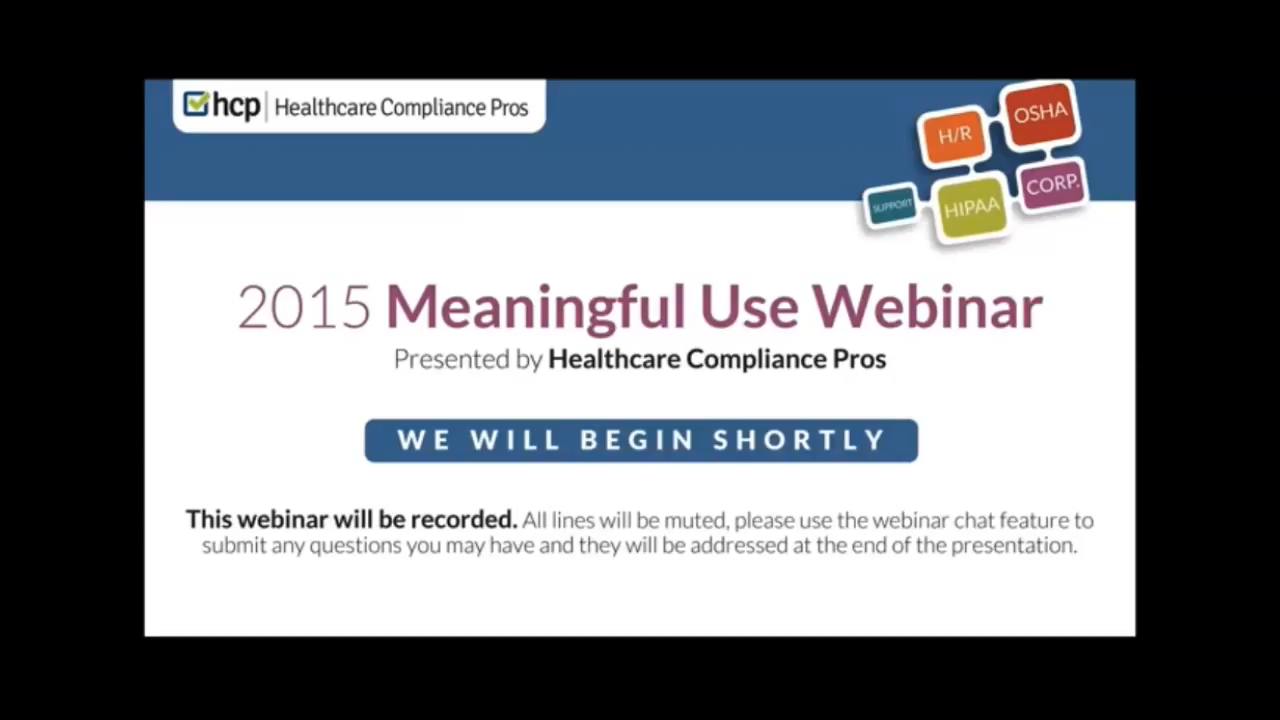 hcp | Healthcare Compliance Pros
H/R
OSHA
SUPPORT
HIPAA
CORP.
2015 Meaningful Use Webinar
Presented by Healthcare Compliance Pros
WE WILL BEGIN SHORTLY
This webinar will be recorded. All lines will be muted, please use the webinar chat feature to
submit any questions you may have and they will be addressed at the end of the presentation.